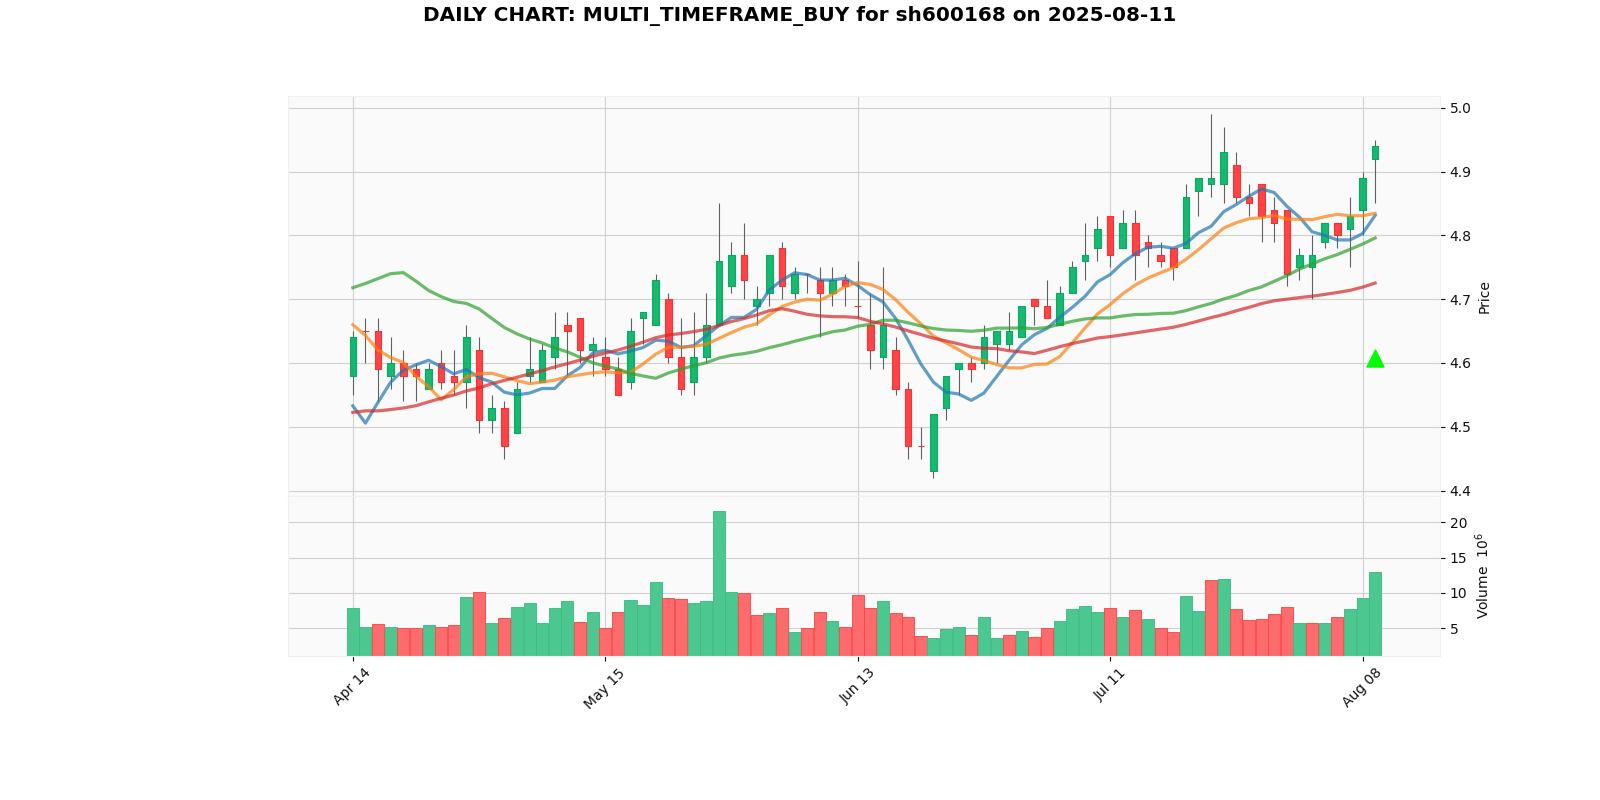 DAILY CHART: MULTI_TIMEFRAME_BUY for sh600168 on 2025-08-11
5.0
4.9
4.8
4.7
4.6
4.5
4.4
Price
20
15
10
5
Volume 10⁶
Apr 14
May 15
Jun 13
Jul 11
Aug 08